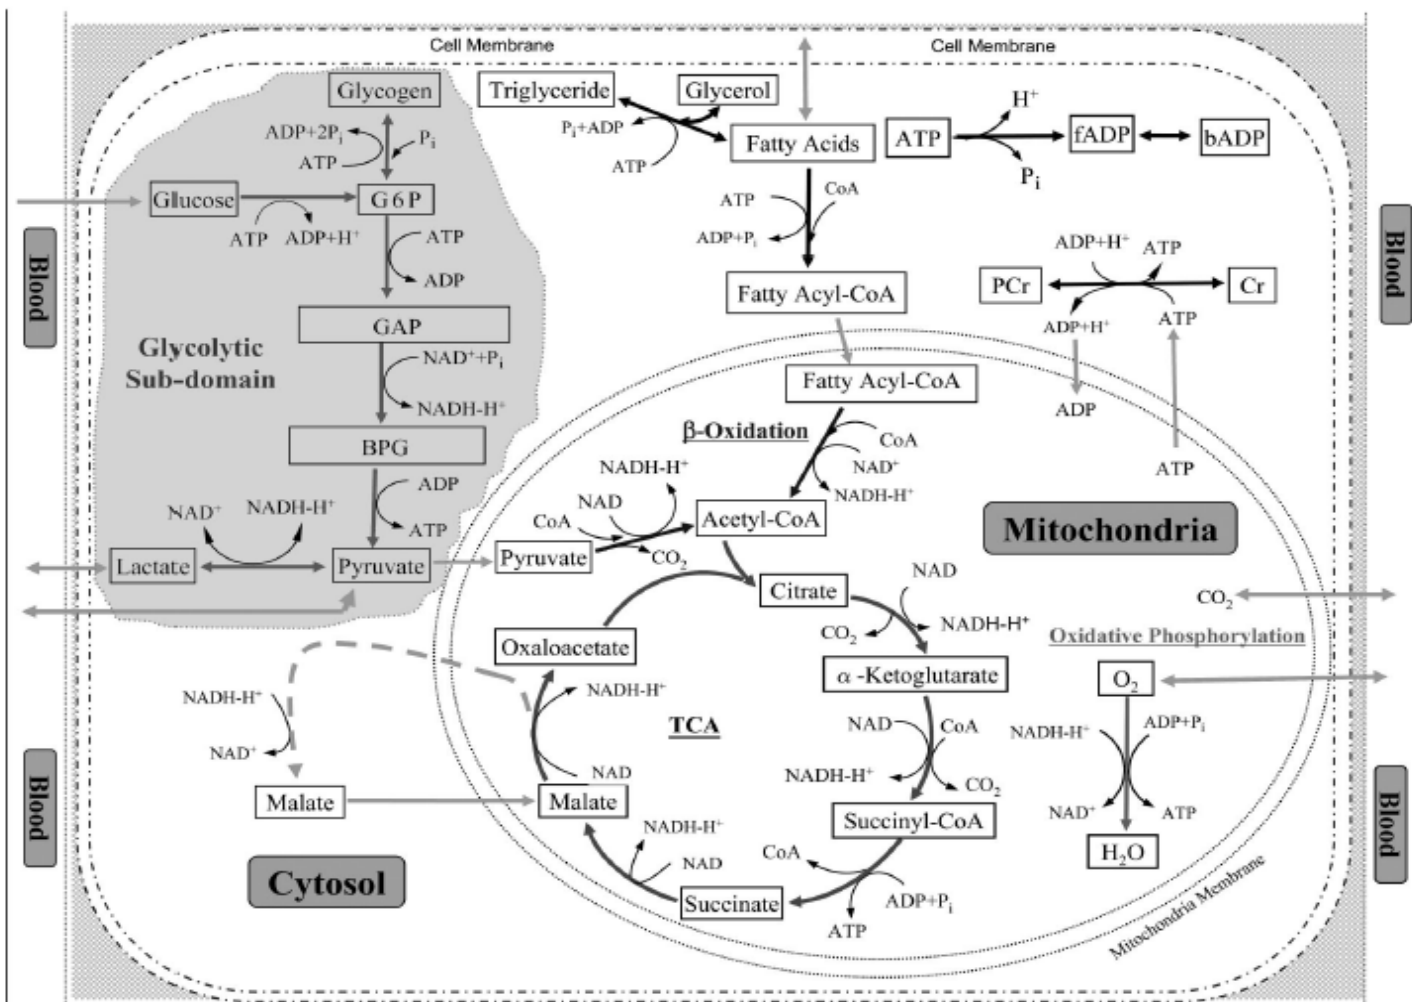 Cell Membrane
Cell Membrane
Glycogen
ADP+2Pi
Pi
ATP
Glucose
G6P
ATP
ADP+H⁺
ATP
ADP
GAP
Glycolytic
Sub-domain
NAD⁺+Pi
NADH-H⁺
BPG
ADP
ATP
NAD⁺
NADH-H⁺
Lactate
Pyruvate
Blood
Blood
Triglyceride
Glycerol
Pi+ADP
ATP
Fatty Acids
ATP
H⁺
Pi
fADP
bADP
ATP
CoA
ADP+Pi
Fatty Acyl-CoA
ADP+H⁺
ATP
PCr
Cr
ADP+H⁺
ATP
ADP
ATP
Blood
Blood
Fatty Acyl-CoA
β-Oxidation
CoA
NAD⁺
NADH-H⁺
NADH-H⁺
NAD
CoA
Acetyl-CoA
CO₂
Pyruvate
Mitochondria
Citrate
NAD
CO₂
NADH-H⁺
Oxaloacetate
α-Ketoglutarate
NADH-H⁺
TCA
NAD
CoA
NADH-H⁺
CO₂
NAD
Malate
Succinyl-CoA
NADH-H⁺
NAD
CoA
ADP+Pi
ATP
Succinate
NADH-H⁺
NAD⁺
Malate
Cytosol
CO₂
Oxidative Phosphorylation
O₂
NADH-H⁺
ADP+Pi
NAD⁺
ATP
H₂O
Mitochondria Membrane